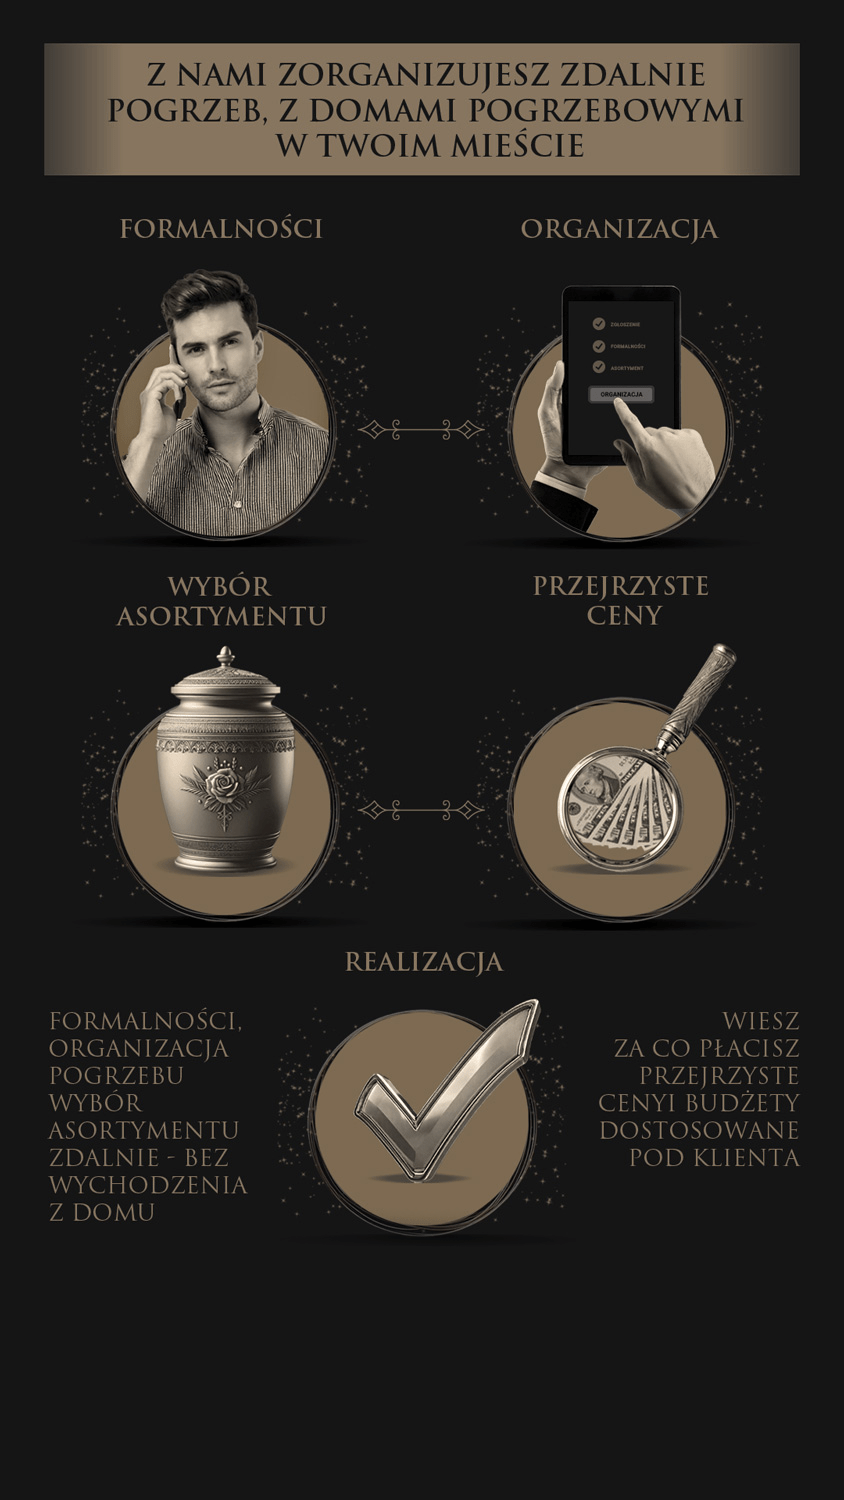 Z NAMI ZORGANIZUJESZ ZDALNIE
POGRZEB, Z DOMAMI POGRZEBOWYMI
W TWOIM MIEŚCIE
FORMALNOŚCI
ORGANIZACJA
ZGŁOSZENIE
FORMALNOŚCI
ASORTYMENT
ORGANIZACJA
WYBÓR
ASORTYMENTU
PRZEJRZYSTE
CENY
REALIZACJA
FORMALNOŚCI,
ORGANIZACJA
POGRZEBU
WYBÓR
ASORTYMENTU
ZDALNIE - BEZ
WYCHODZENIA
Z DOMU
WIESZ
ZA CO PŁACISZ
PRZEJRZYSTE
CENYI BUDŻETY
DOSTOSOWANE
POD KLIENTA